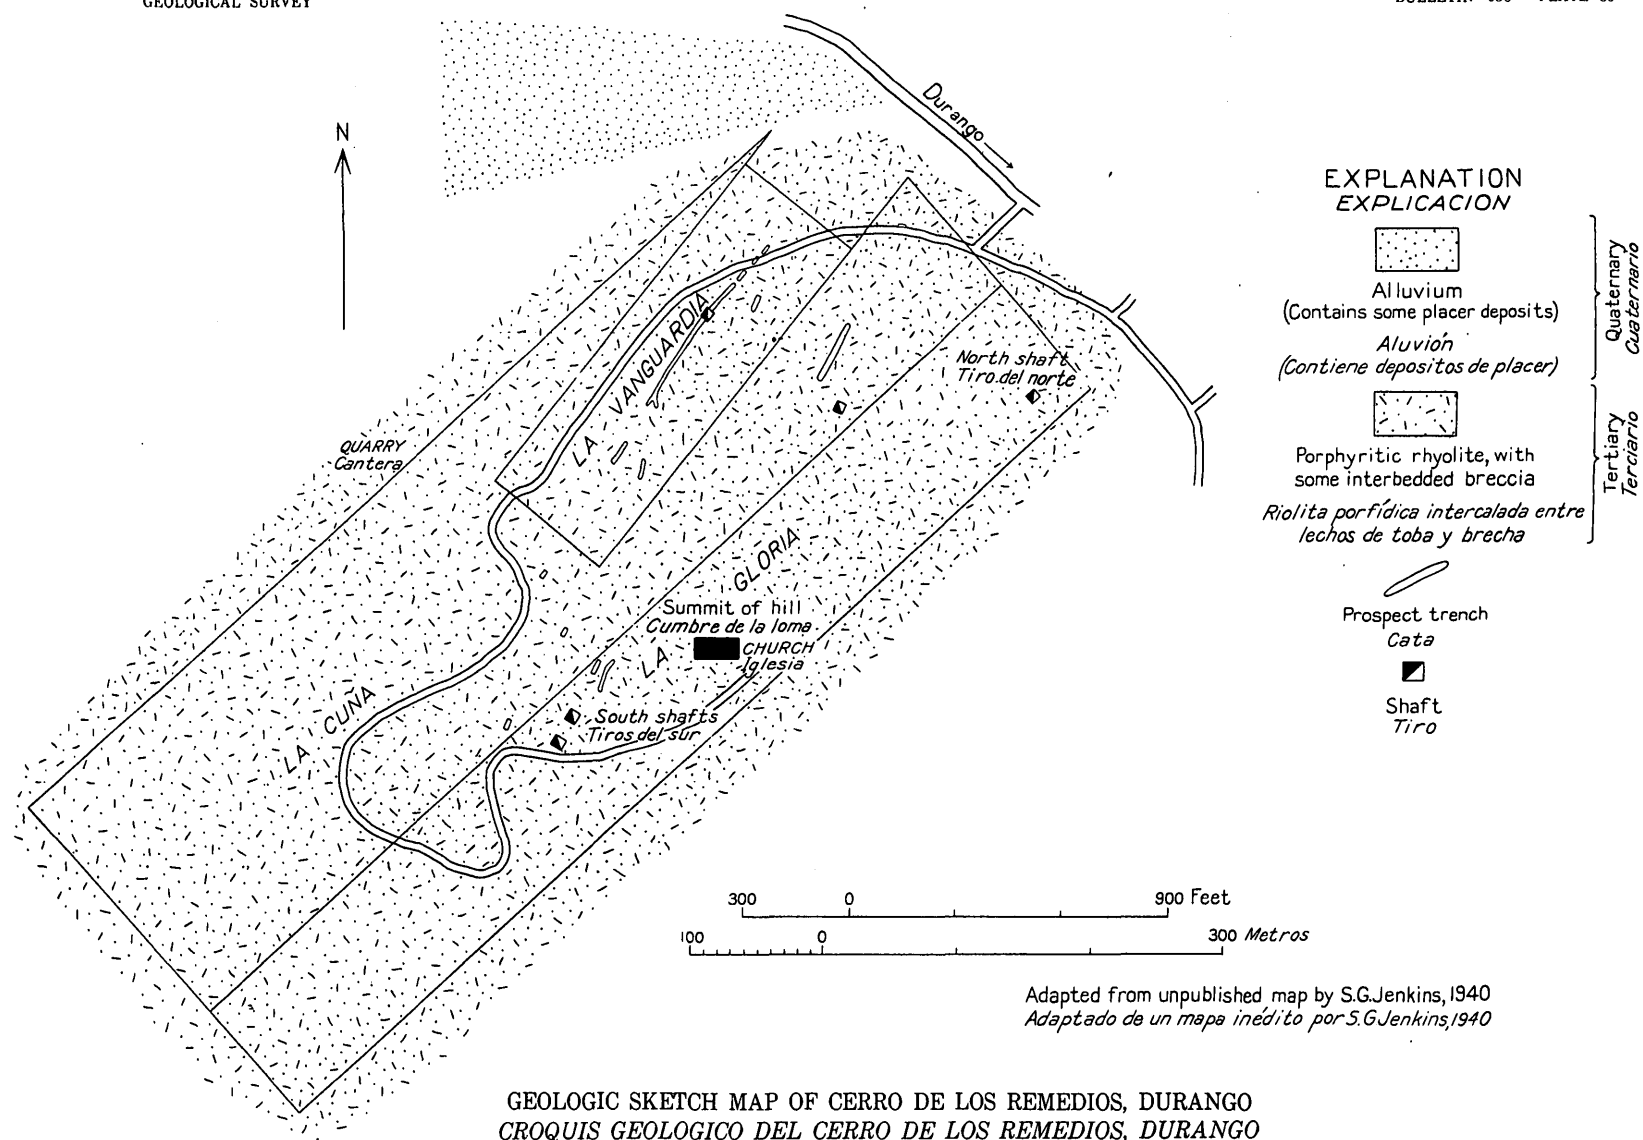 GEOLOGICAL SURVEY
Durango
N
EXPLANATION
EXPLICACION
Alluvium
(Contains some placer deposits)
Aluvión
(Contiene depositos de placer)
Quaternary
Cuaternario
Porphyritic rhyolite, with
some interbedded breccia
Riolita porfídica intercalada entre
lechos de toba y brecha
Tertiary
Terciario
Prospect trench
Cata
Shaft
Tiro
LA VANGUARDIA
North shaft
Tiro del norte
QUARRY
Cantera
LA GLORIA
Summit of hill
Cumbre de la loma
CHURCH
Iglesia
LA CUÑA
South shafts
Tiros del sur
300 0 900 Feet
100 0 300 Metros
Adapted from unpublished map by S.G.Jenkins, 1940
Adaptado de un mapa inédito por S.G.Jenkins, 1940
GEOLOGIC SKETCH MAP OF CERRO DE LOS REMEDIOS, DURANGO
CROQUIS GEOLOGICO DEL CERRO DE LOS REMEDIOS, DURANGO